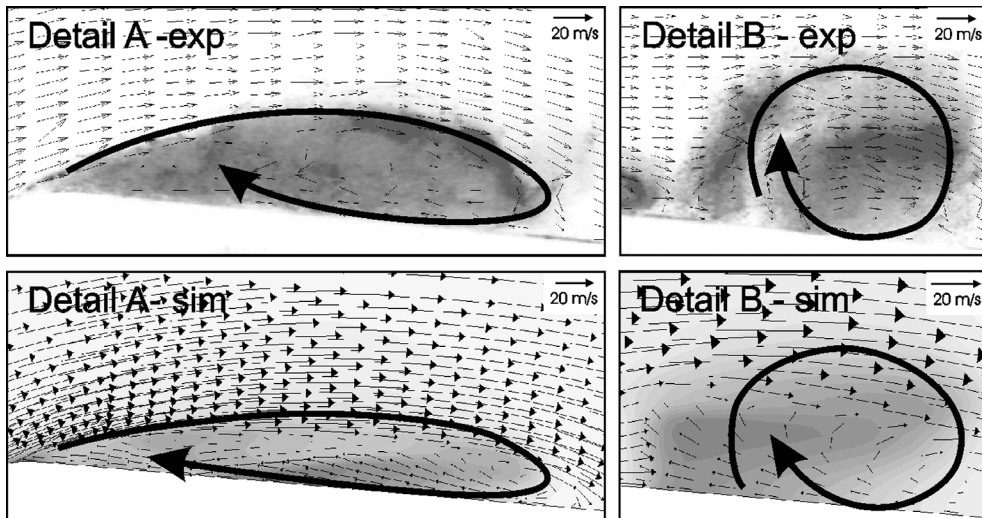 Detail A -exp
20 m/s
Detail B - exp
20 m/s
Detail A- sim
20 m/s
Detail B - sim
20 m/s